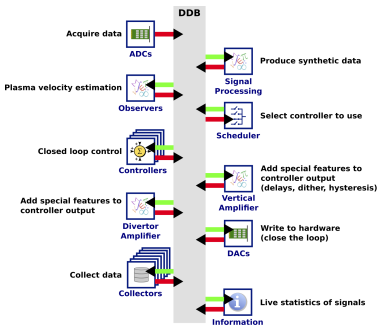 DDB
Acquire data
ADCs
Produce synthetic data
Signal
Processing
Plasma velocity estimation
Observers
Select controller to use
Scheduler
Closed loop control
Controllers
Add special features to
controller output
(delays, dither, hysteresis)
Vertical
Amplifier
Add special features to
controller output
Divertor
Amplifier
Write to hardware
(close the loop)
DACs
Collect data
Collectors
Live statistics of signals
Information